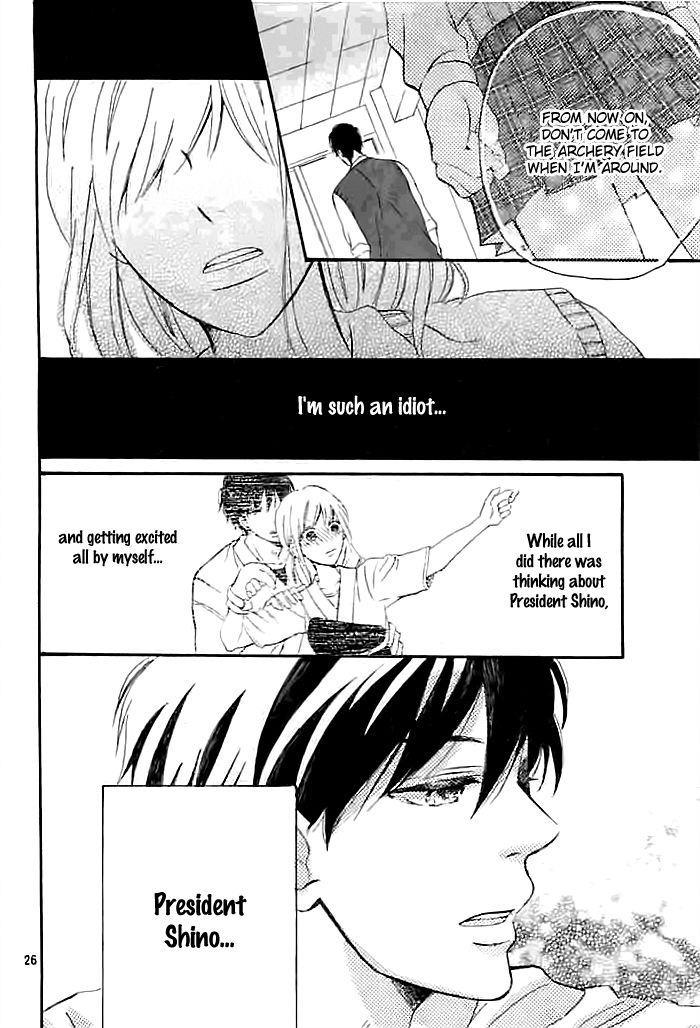 FROM NOW ON,
DON'T COME TO
THE ARCHERY FIELD
WHEN I'M AROUND.
I'm such an idiot...
While all I
did there was
thinking about
President Shino,
and getting excited
all by myself...
President
Shino...
26